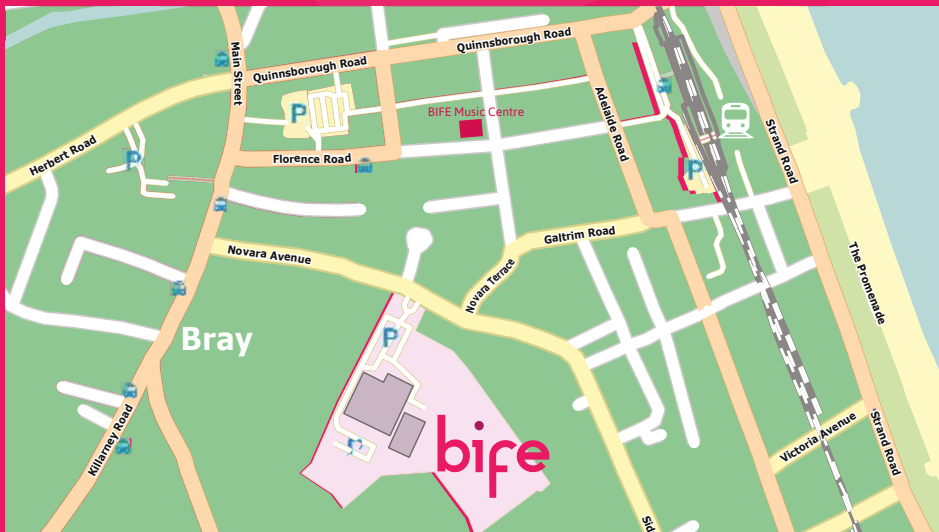 Main Street
Quinnsborough Road
Quinnsborough Road
BIFE Music Centre
P
Adelaide Road
Strand Road
Herbert Road
P
Florence Road
P
Novara Avenue
Galtrim Road
Novara Terrace
The Promenade
Bray
P
Killarney Road
bife
Victoria Avenue
Strand Road
Sid